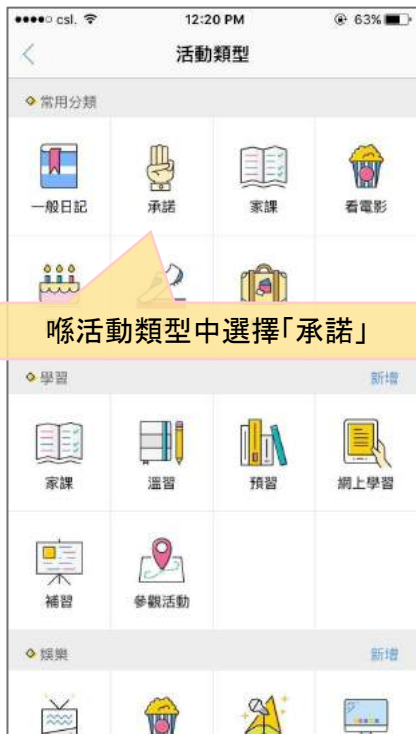 csl. 12:20 PM 63%
活動類型
常用分類
一般日記 承諾 家課 看電影
喺活動類型中選擇「承諾」
學習 新增
家課 溫習 預習 網上學習
補習 參觀活動
娛樂 新增